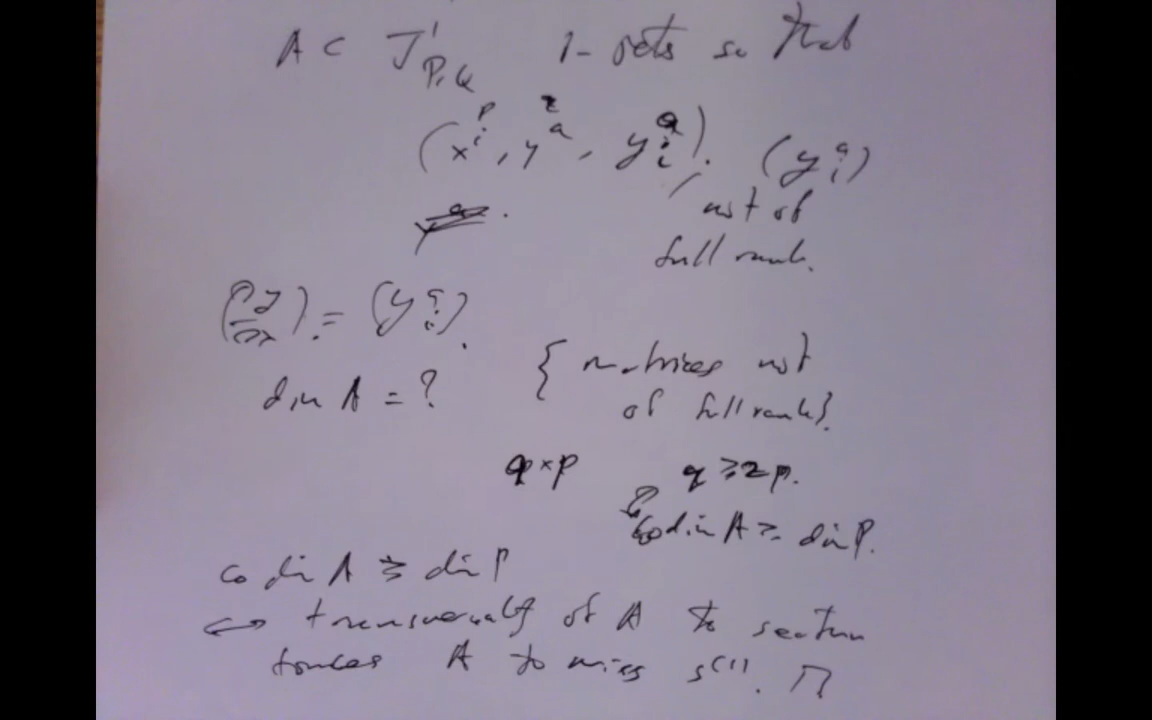 A ⊂ J¹_{P,Q} 1-jets so that
(x^i, y^a, y^a_i). (y^a_i)
not of
full rank.
(∂y/∂x) = (y^a_i).
dim A = ?
{ matrices not
of full rank}.
q×p q ≥ 2p.
codim A ≥ dim P.
codim A ≥ dim P
↔ transversality of A to section
forces A to miss s^(1). □